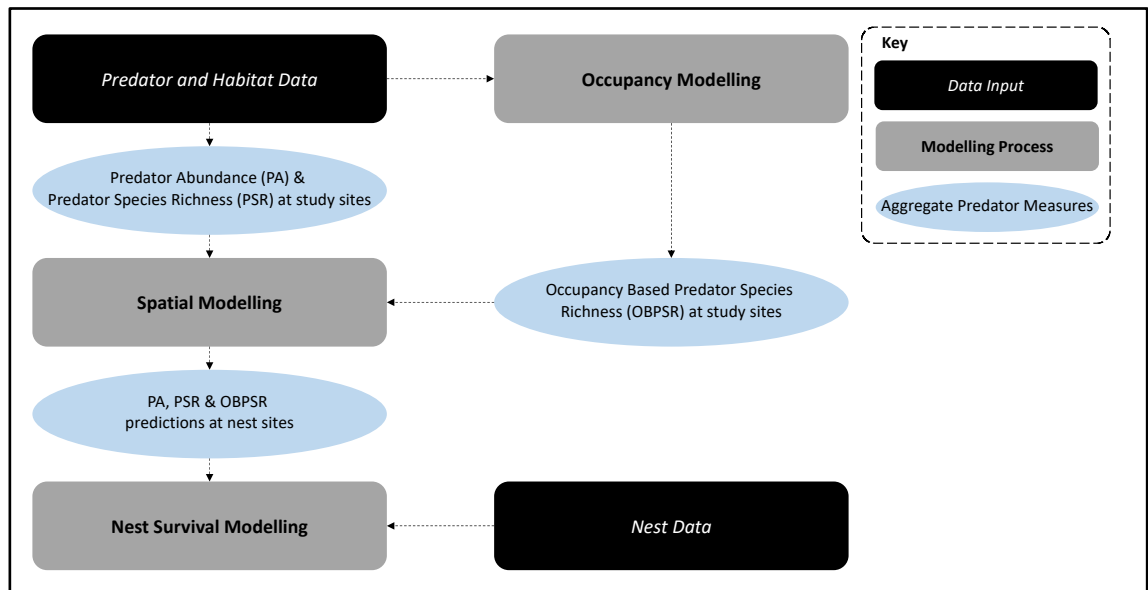 Predator and Habitat Data
Occupancy Modelling
Key
Data Input
Modelling Process
Aggregate Predator Measures
Predator Abundance (PA) &
Predator Species Richness (PSR) at study sites
Spatial Modelling
Occupancy Based Predator Species
Richness (OBPSR) at study sites
PA, PSR & OBPSR
predictions at nest sites
Nest Survival Modelling
Nest Data